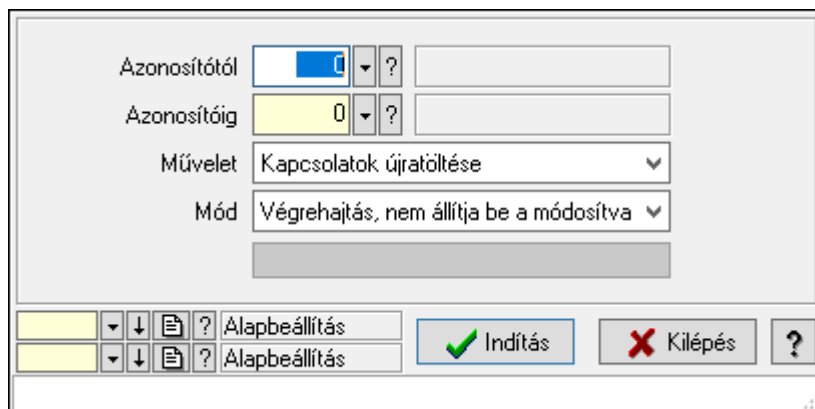 Azonosítótól 0 ?
Azonosítóig 0 ?
Művelet Kapcsolatok újratöltése
Mód Végrehajtás, nem állítja be a módosítva
? Alapbeállítás
? Alapbeállítás
Indítás Kilépés ?